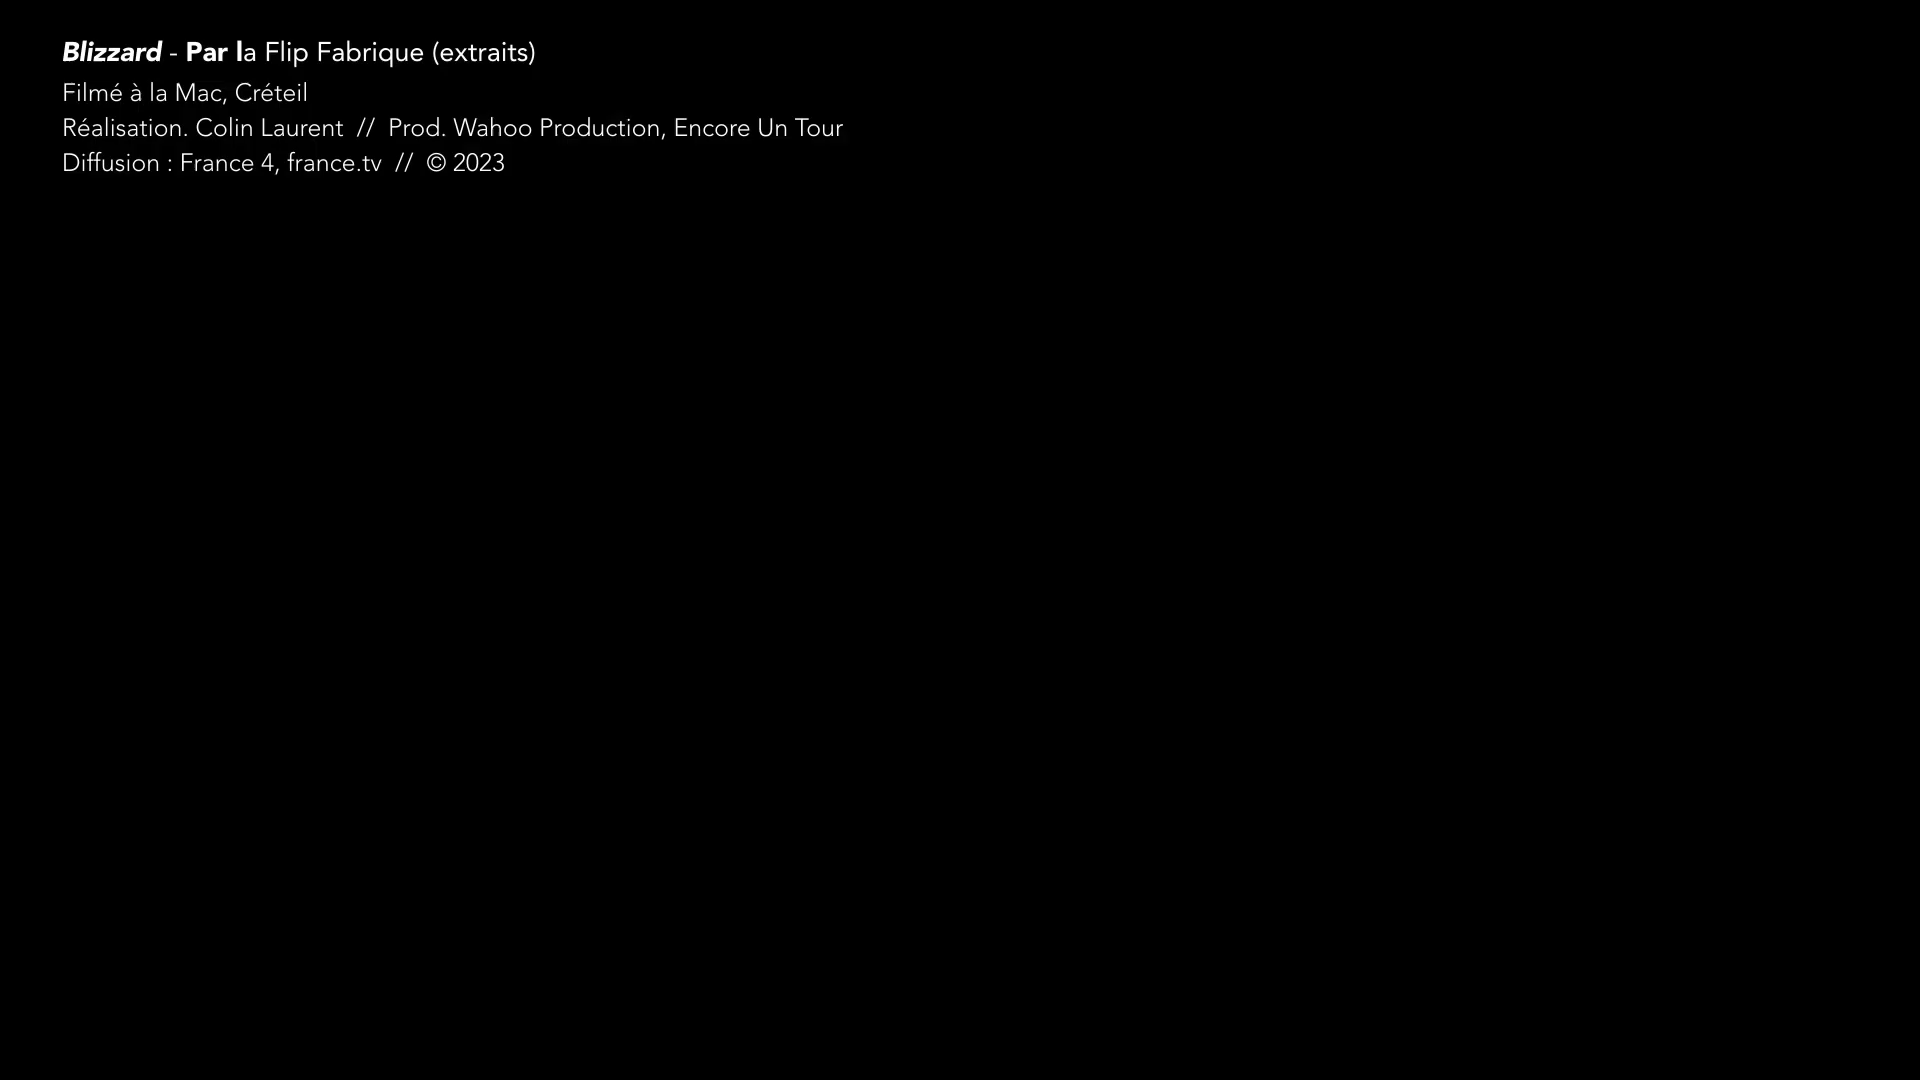 Blizzard - Par la Flip Fabrique (extraits)
Filmé à la Mac, Créteil
Réalisation. Colin Laurent // Prod. Wahoo Production, Encore Un Tour
Diffusion : France 4, france.tv // © 2023